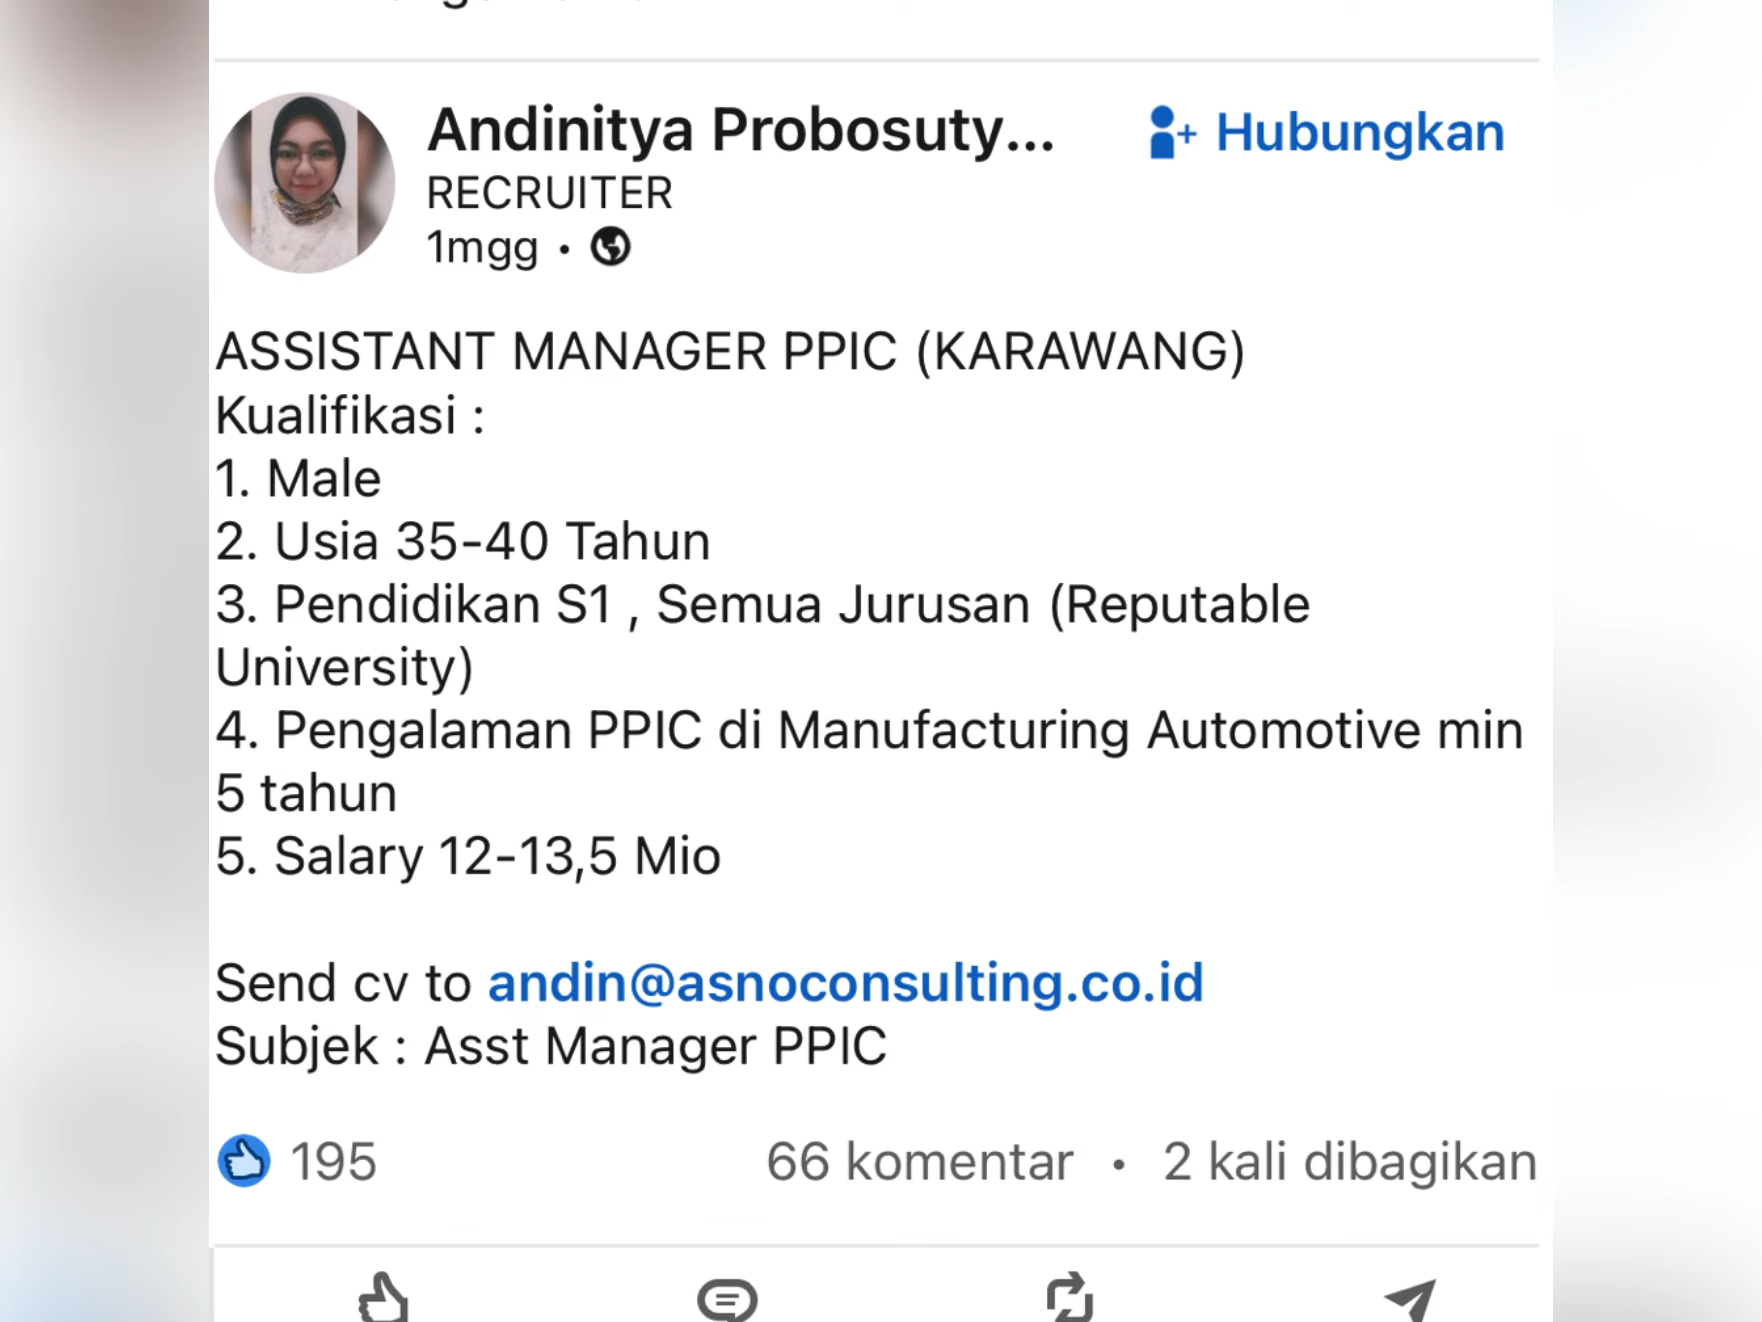 Andinitya Probosuty...
Hubungkan
RECRUITER
1mgg •
ASSISTANT MANAGER PPIC (KARAWANG)
Kualifikasi :
1. Male
2. Usia 35-40 Tahun
3. Pendidikan S1 , Semua Jurusan (Reputable
University)
4. Pengalaman PPIC di Manufacturing Automotive min
5 tahun
5. Salary 12-13,5 Mio
Send cv to andin@asnoconsulting.co.id
Subjek : Asst Manager PPIC
195
66 komentar • 2 kali dibagikan